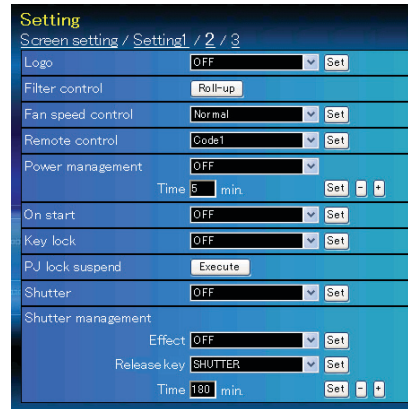 Setting
Screen setting / Setting1 / 2 / 3
Logo OFF Set
Filter control Roll-up
Fan speed control Normal Set
Remote control Code1 Set
Power management OFF
Time 5 min. Set - +
On start OFF Set
Key lock OFF Set
PJ lock suspend Execute
Shutter OFF Set
Shutter management
Effect OFF Set
Release key SHUTTER Set
Time 180 min. Set - +